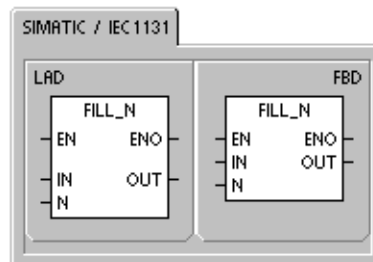 SIMATIC / IEC1131
LAD
FILL_N
EN ENO
IN OUT
N
FBD
FILL_N
EN ENO
IN OUT
N